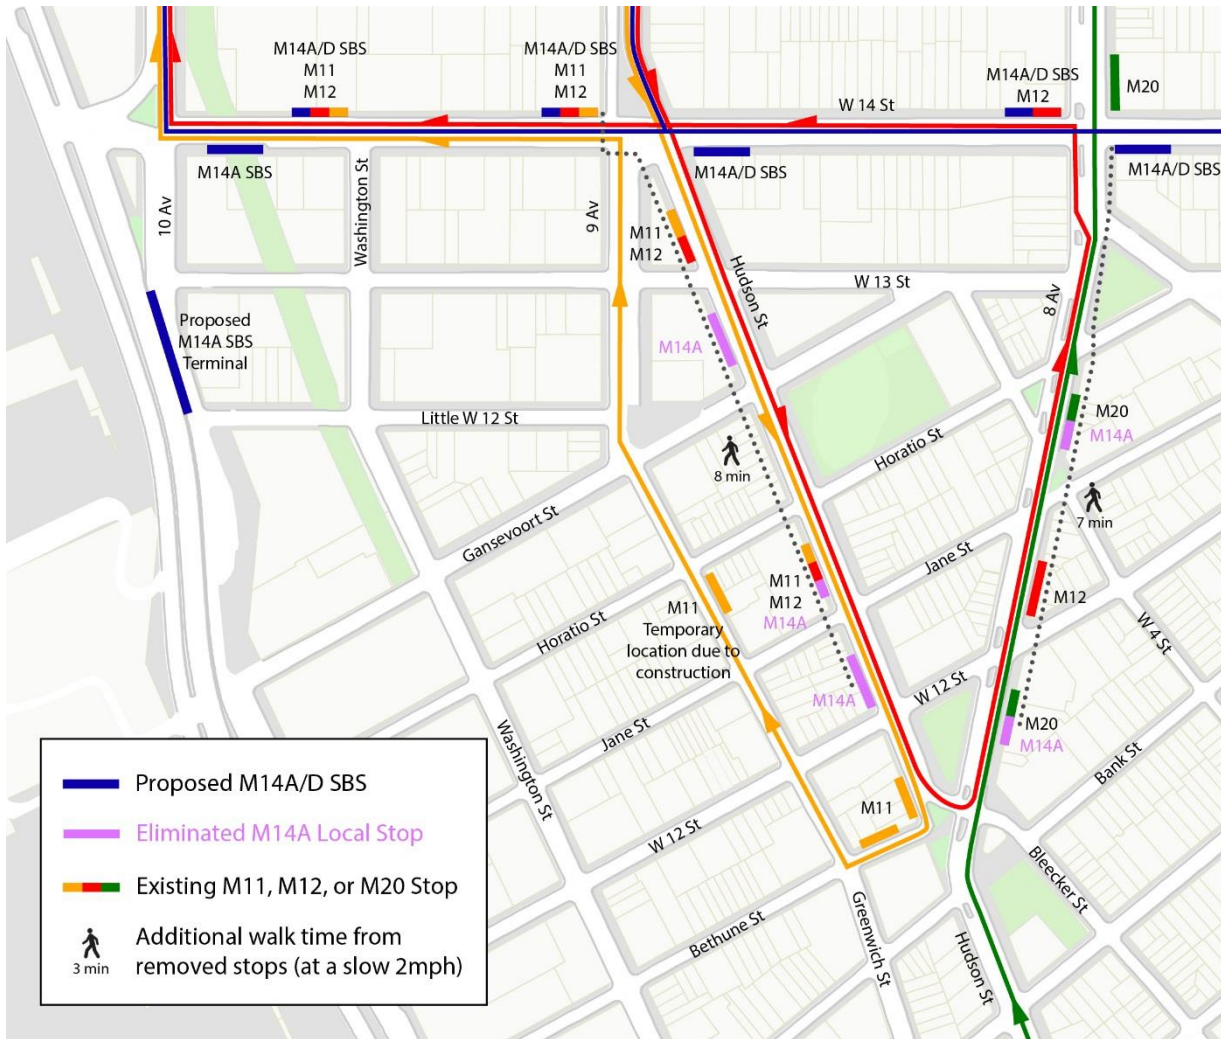 M14A/D SBS
M11
M12
M14A/D SBS
M11
M12
M14A/D SBS
M12
M20
W 14 St
M14A SBS
M14A/D SBS
M14A/D SBS
10 Av
Washington St
9 Av
M11
M12
Hudson St
W 13 St
8 Av
Proposed
M14A SBS
Terminal
M14A
Little W 12 St
M20
M14A
Horatio St
8 min
7 min
Gansevoort St
Jane St
M11
M12
M14A
M12
M11
Temporary
location due to
construction
Horatio St
W 4 St
M14A
W 12 St
M20
M14A
Jane St
Washington St
Bank St
M11
W 12 St
Bleecker St
Bethune St
Greenwich St
Hudson St
Proposed M14A/D SBS
Eliminated M14A Local Stop
Existing M11, M12, or M20 Stop
Additional walk time from
removed stops (at a slow 2mph)
3 min